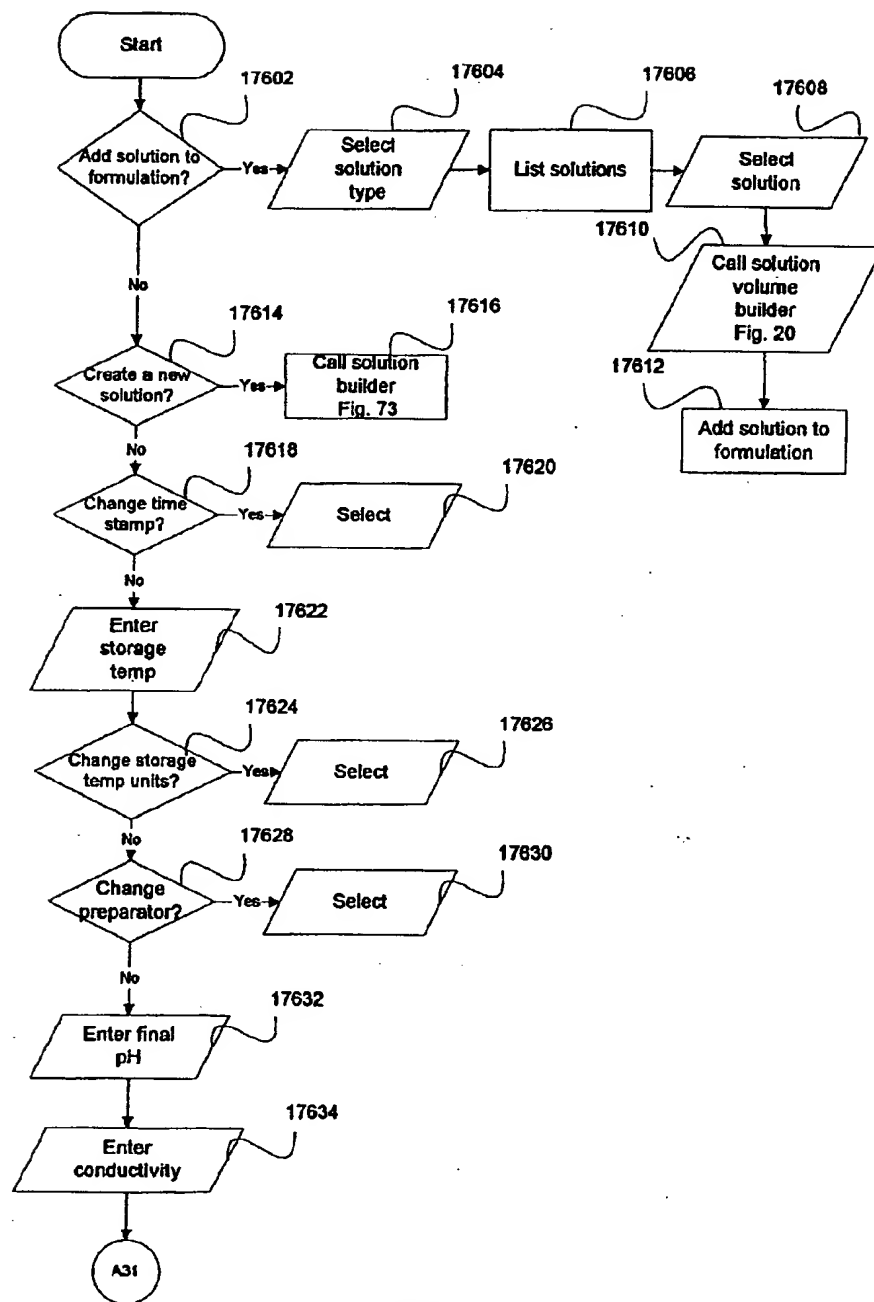 Start
17602
Add solution to
formulation?
Yes
17604
Select
solution
type
17606
List solutions
17608
Select
solution
17610
Call solution
volume
builder
Fig. 20
17612
Add solution to
formulation
No
17614
Create a new
solution?
Yes
17616
Call solution
builder
Fig. 73
No
17618
Change time
stamp?
Yes
17620
Select
No
17622
Enter
storage
temp
17624
Change storage
temp units?
Yes
17626
Select
No
17628
Change
preparator?
Yes
17630
Select
No
17632
Enter final
pH
17634
Enter
conductivity
A31